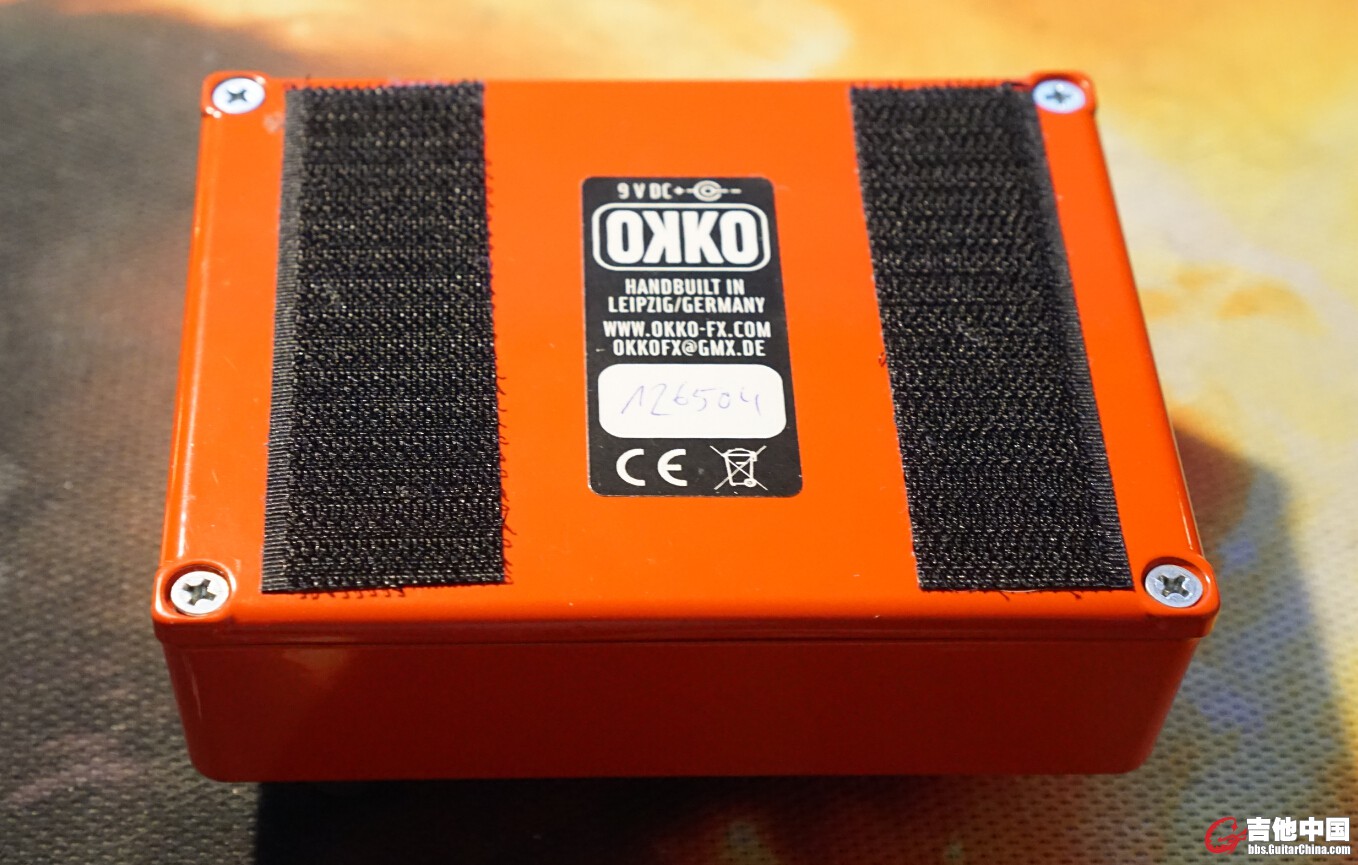 9 V DC
OKKO
HANDBUILT IN
LEIPZIG/GERMANY
WWW.OKKO-FX.COM
OKKOFX@GMX.DE
126504
CE
吉他中国
bbs.GuitarChina.com